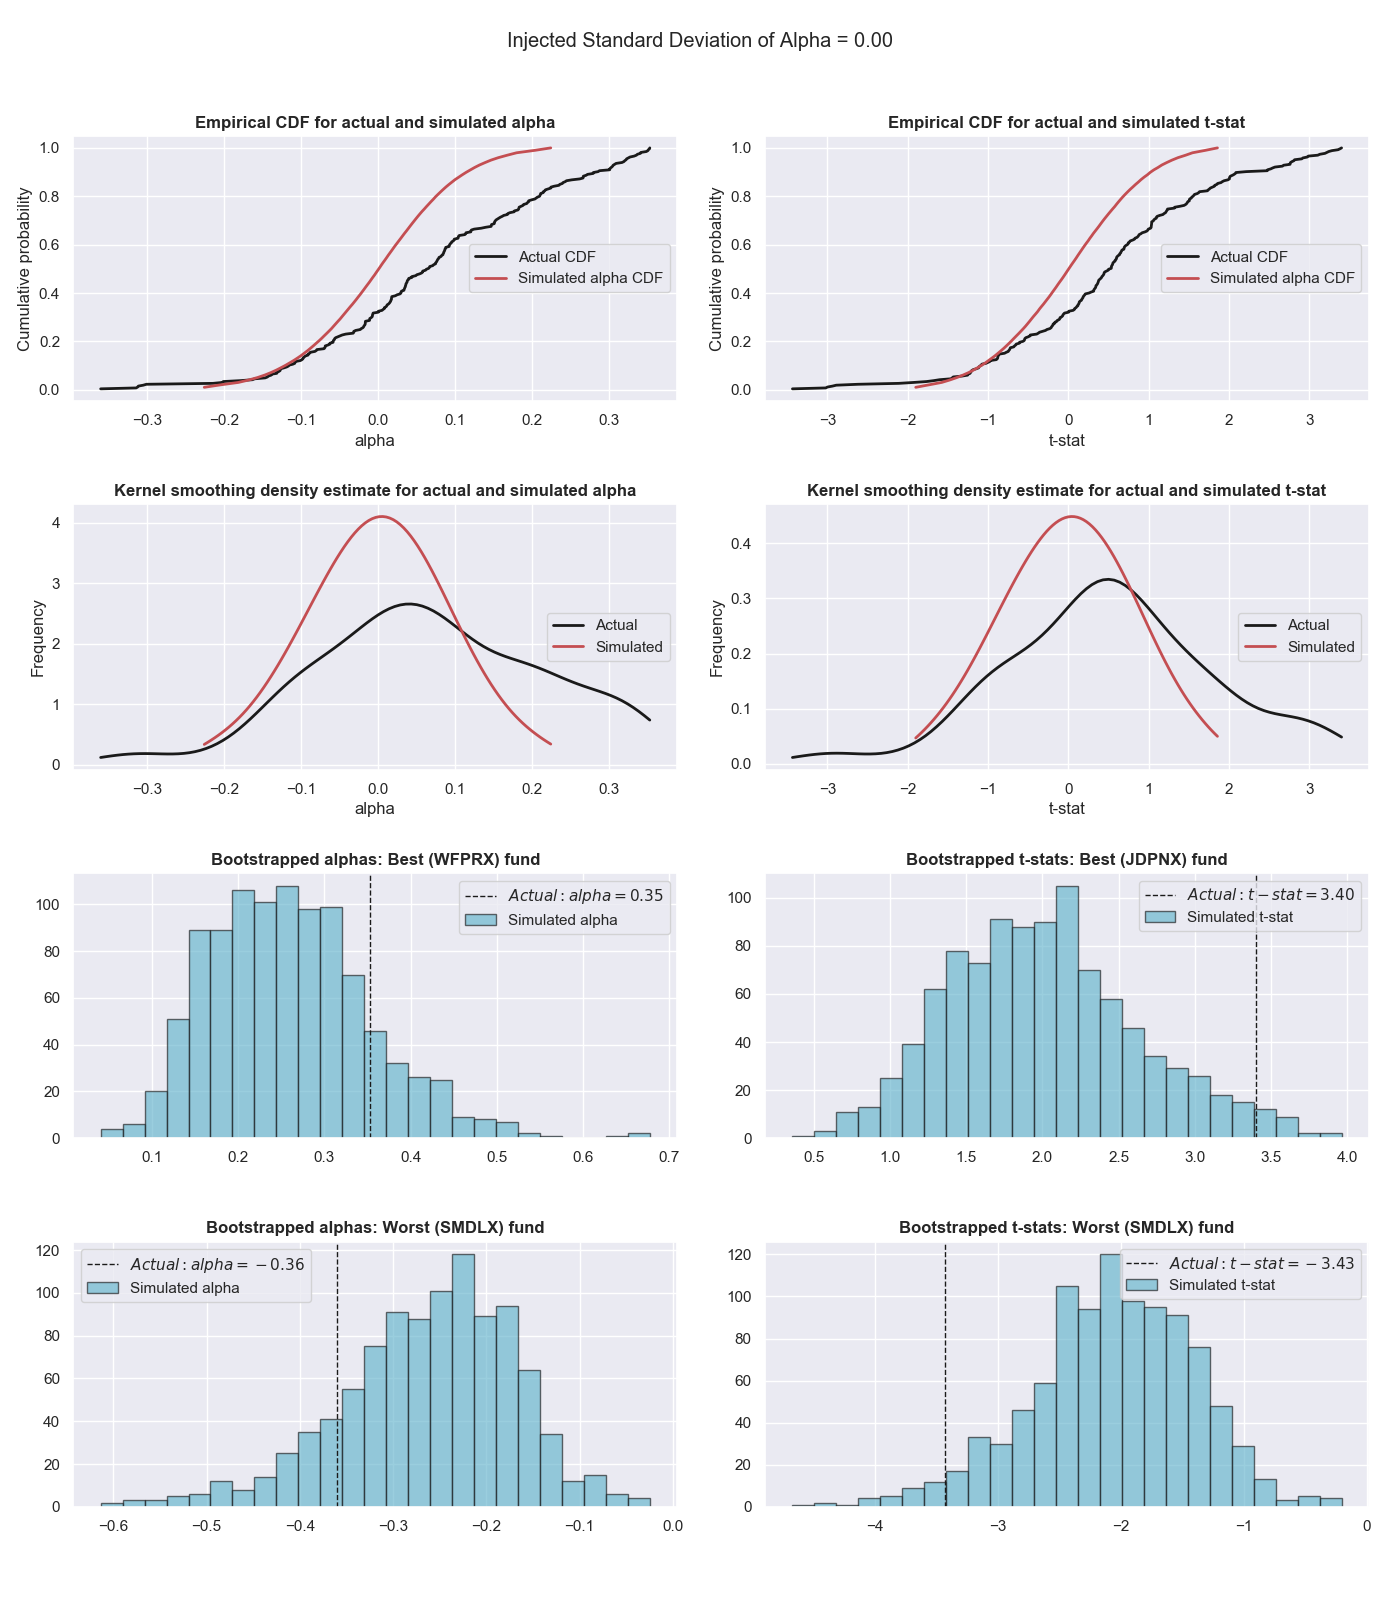 Injected Standard Deviation of Alpha = 0.00
Empirical CDF for actual and simulated alpha
Cumulative probability
1.0
0.8
0.6
0.4
0.2
0.0
Actual CDF
Simulated alpha CDF
−0.3 −0.2 −0.1 0.0 0.1 0.2 0.3
alpha
Empirical CDF for actual and simulated t-stat
Cumulative probability
1.0
0.8
0.6
0.4
0.2
0.0
Actual CDF
Simulated alpha CDF
−3 −2 −1 0 1 2 3
t-stat
Kernel smoothing density estimate for actual and simulated alpha
Frequency
4
3
2
1
0
Actual
Simulated
−0.3 −0.2 −0.1 0.0 0.1 0.2 0.3
alpha
Kernel smoothing density estimate for actual and simulated t-stat
Frequency
0.4
0.3
0.2
0.1
0.0
Actual
Simulated
−3 −2 −1 0 1 2 3
t-stat
Bootstrapped alphas: Best (WFPRX) fund
100
80
60
40
20
0
Actual : alpha = 0.35
Simulated alpha
0.1 0.2 0.3 0.4 0.5 0.6 0.7
Bootstrapped t-stats: Best (JDPNX) fund
100
80
60
40
20
0
Actual : t − stat = 3.40
Simulated t-stat
0.5 1.0 1.5 2.0 2.5 3.0 3.5 4.0
Bootstrapped alphas: Worst (SMDLX) fund
120
100
80
60
40
20
0
Actual : alpha = − 0.36
Simulated alpha
−0.6 −0.5 −0.4 −0.3 −0.2 −0.1 0.0
Bootstrapped t-stats: Worst (SMDLX) fund
120
100
80
60
40
20
0
Actual : t − stat = − 3.43
Simulated t-stat
−4 −3 −2 −1 0